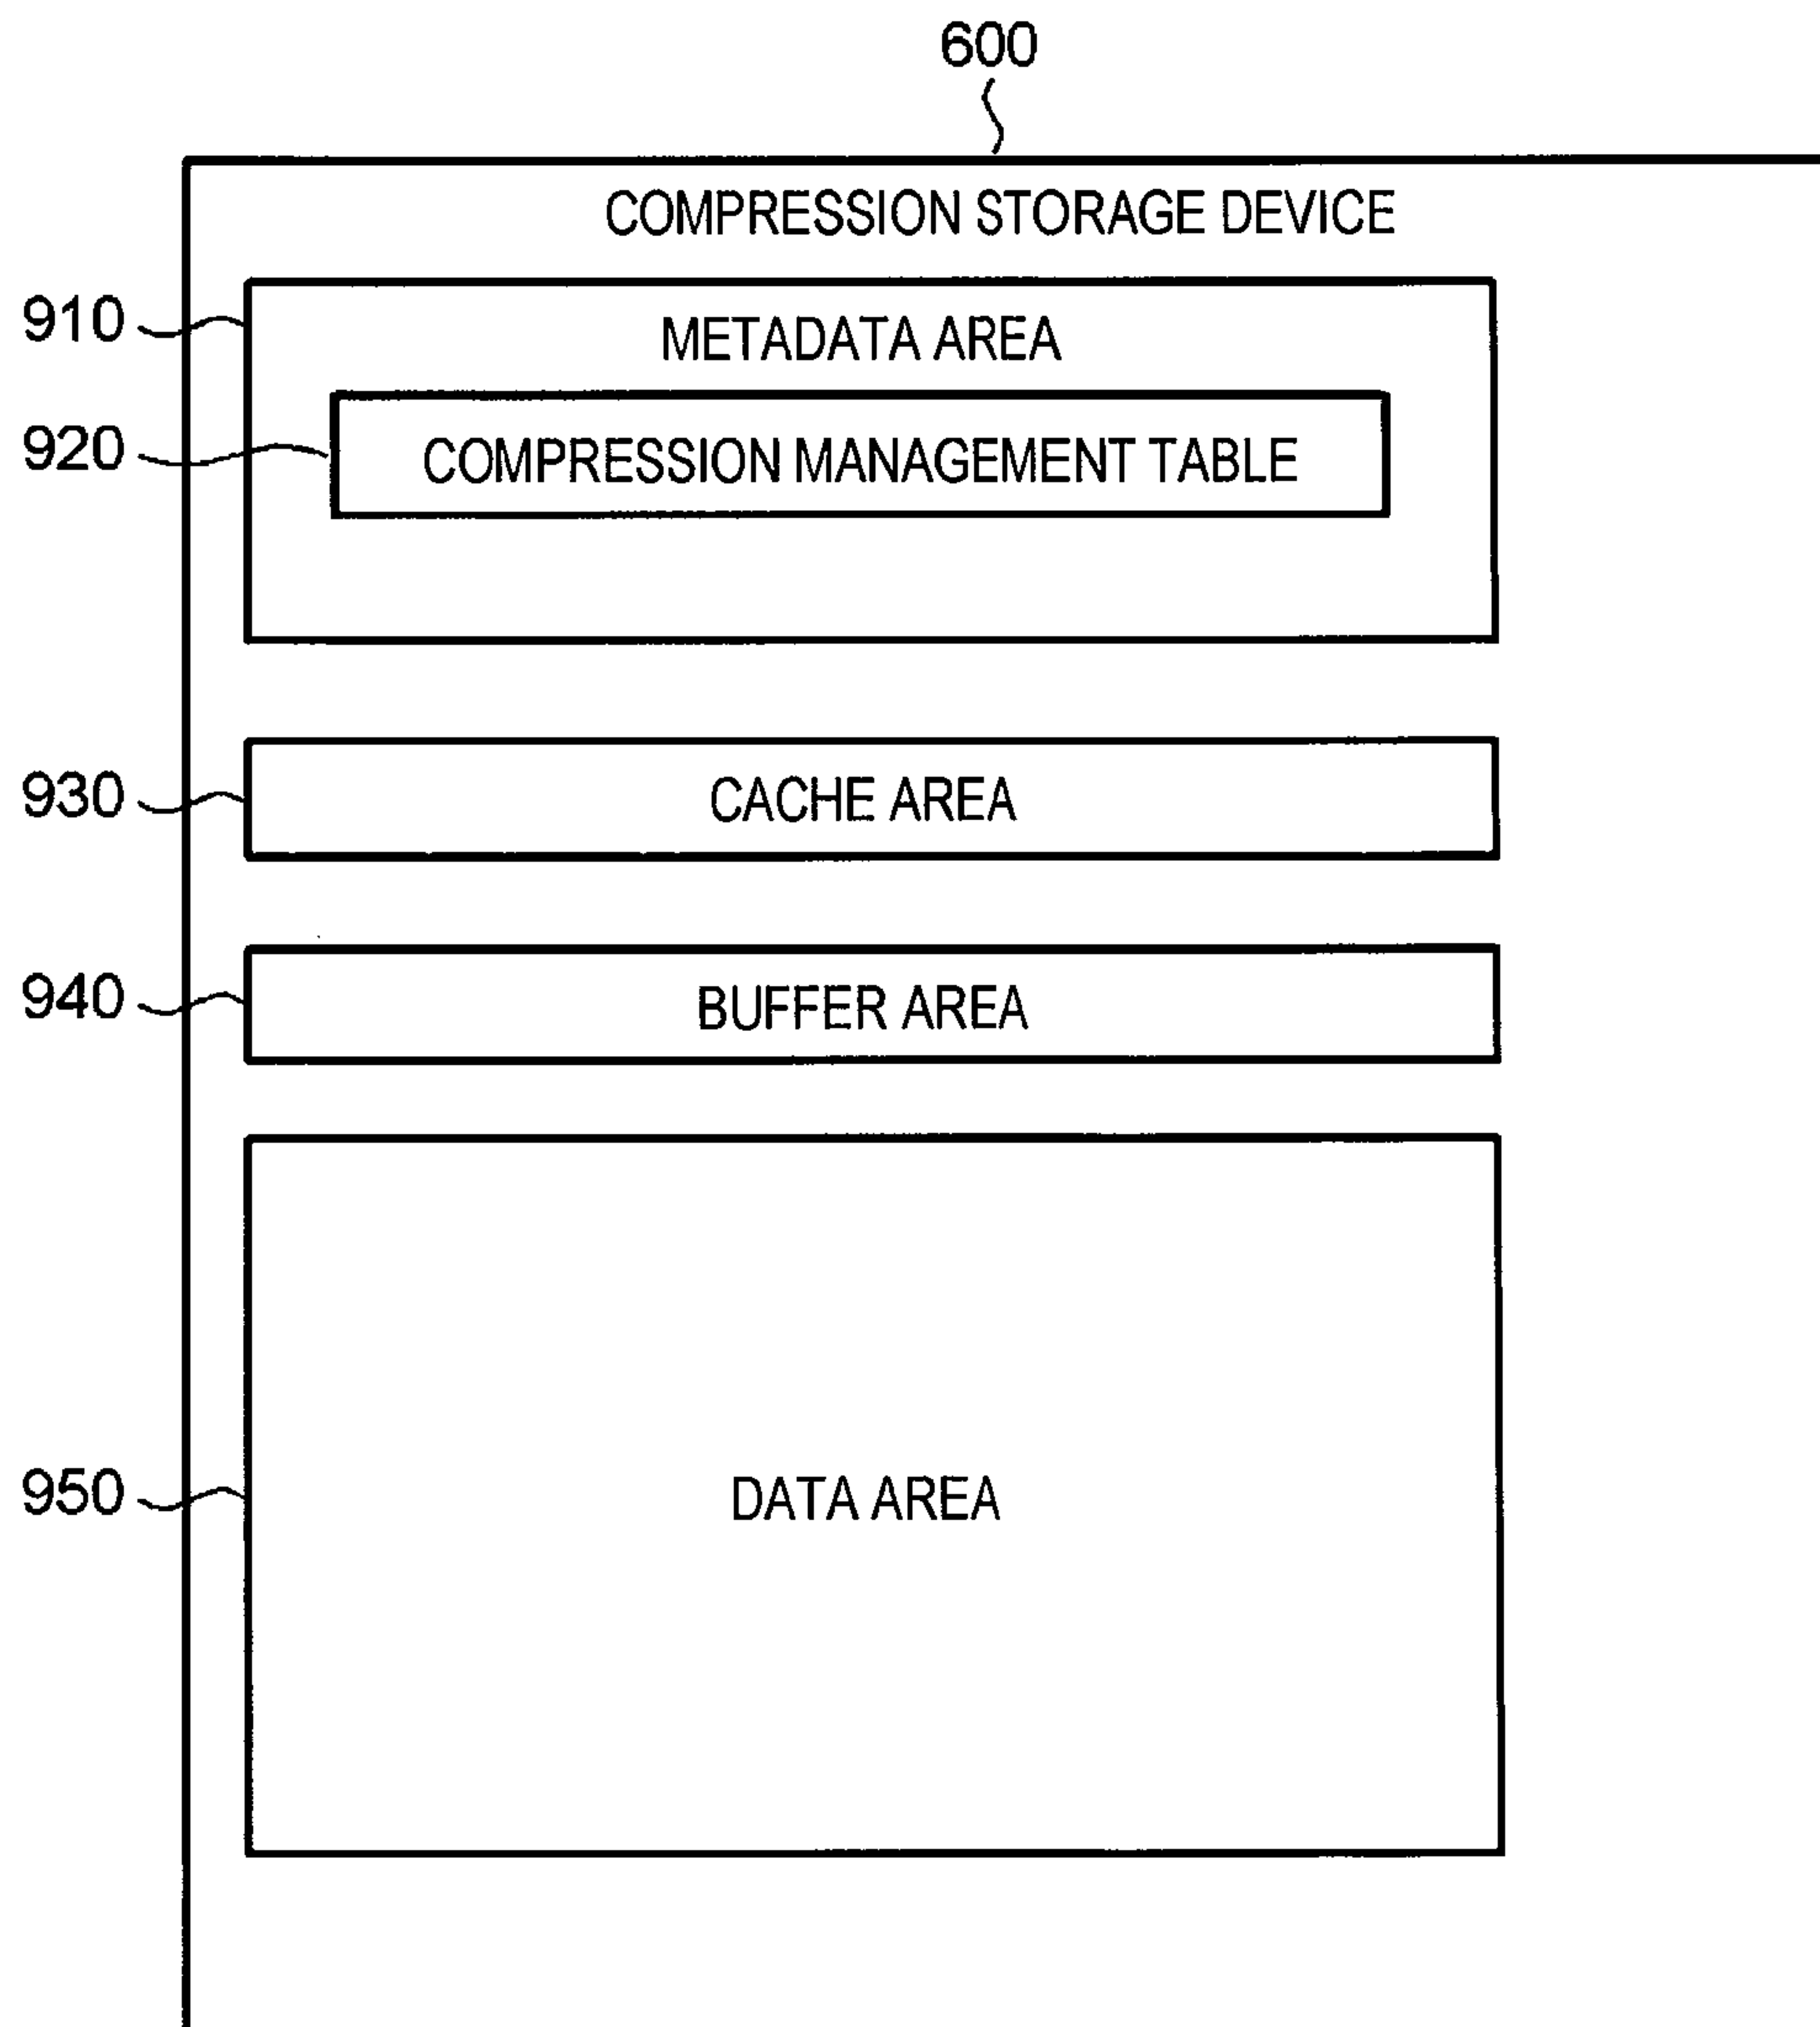 600
COMPRESSION STORAGE DEVICE
910
METADATA AREA
920
COMPRESSION MANAGEMENT TABLE
930
CACHE AREA
940
BUFFER AREA
950
DATA AREA